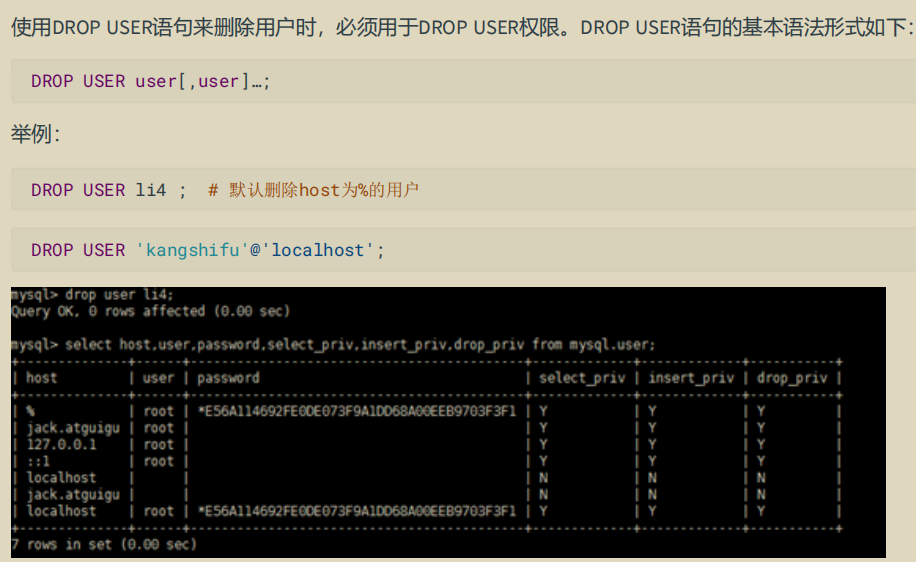 使用DROP USER语句来删除用户时，必须用于DROP USER权限。DROP USER语句的基本语法形式如下：
DROP USER user[,user]…;
举例：
DROP USER li4 ;  # 默认删除host为%的用户
DROP USER 'kangshifu'@'localhost';
mysql> drop user li4;
Query OK, 0 rows affected (0.00 sec)
mysql> select host,user,password,select_priv,insert_priv,drop_priv from mysql.user;
+---------------+------+-------------------------------------------+-------------+-------------+-----------+
| host          | user | password                                  | select_priv | insert_priv | drop_priv |
+---------------+------+-------------------------------------------+-------------+-------------+-----------+
| %             | root | *E56A114692FE0DE073F9A1DD68A00EEB9703F3F1 | Y           | Y           | Y         |
| jack.atguigu  | root |                                           | Y           | Y           | Y         |
| 127.0.0.1     | root |                                           | Y           | Y           | Y         |
| ::1           | root |                                           | Y           | Y           | Y         |
| localhost     |      |                                           | N           | N           | N         |
| jack.atguigu  |      |                                           | N           | N           | N         |
| localhost     | root | *E56A114692FE0DE073F9A1DD68A00EEB9703F3F1 | Y           | Y           | Y         |
+---------------+------+-------------------------------------------+-------------+-------------+-----------+
7 rows in set (0.00 sec)